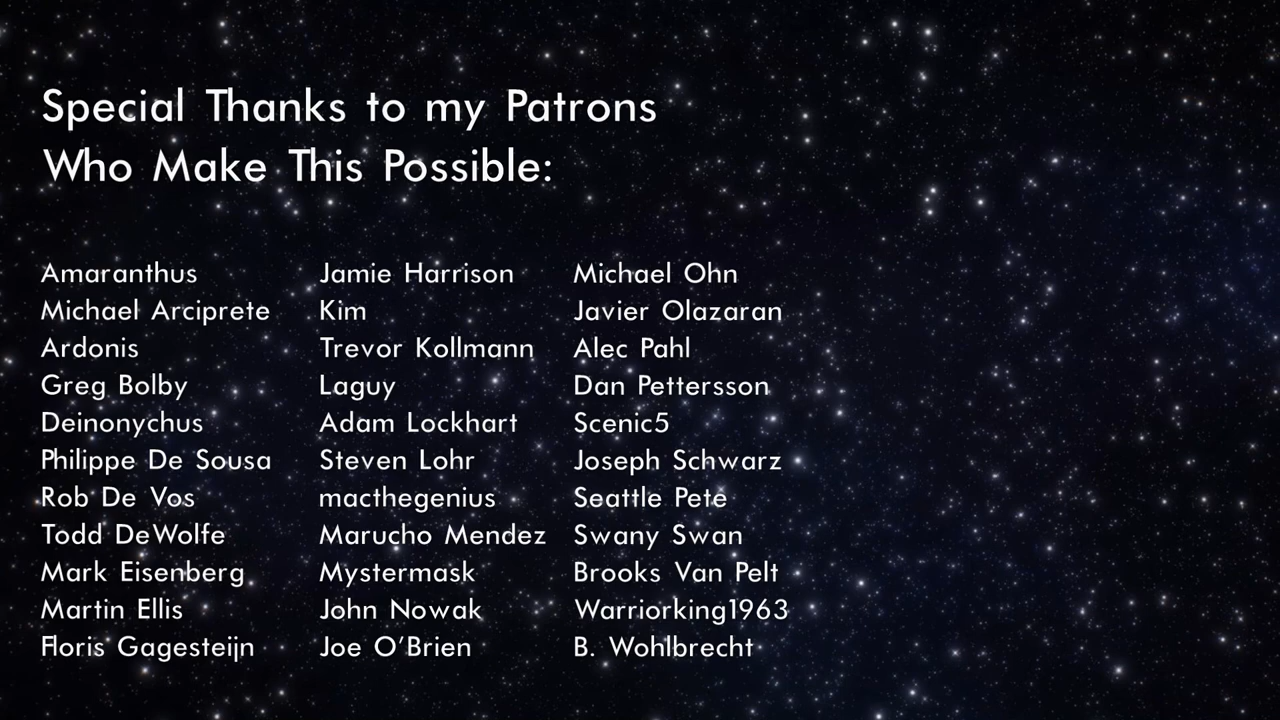 Special Thanks to my Patrons
Who Make This Possible:
Amaranthus
Michael Arciprete
Ardonis
Greg Bolby
Deinonychus
Philippe De Sousa
Rob De Vos
Todd DeWolfe
Mark Eisenberg
Martin Ellis
Floris Gagesteijn
Jamie Harrison
Kim
Trevor Kollmann
Laguy
Adam Lockhart
Steven Lohr
macthegenius
Marucho Mendez
Mystermask
John Nowak
Joe O’Brien
Michael Ohn
Javier Olazaran
Alec Pahl
Dan Pettersson
Scenic5
Joseph Schwarz
Seattle Pete
Swany Swan
Brooks Van Pelt
Warriorking1963
B. Wohlbrecht